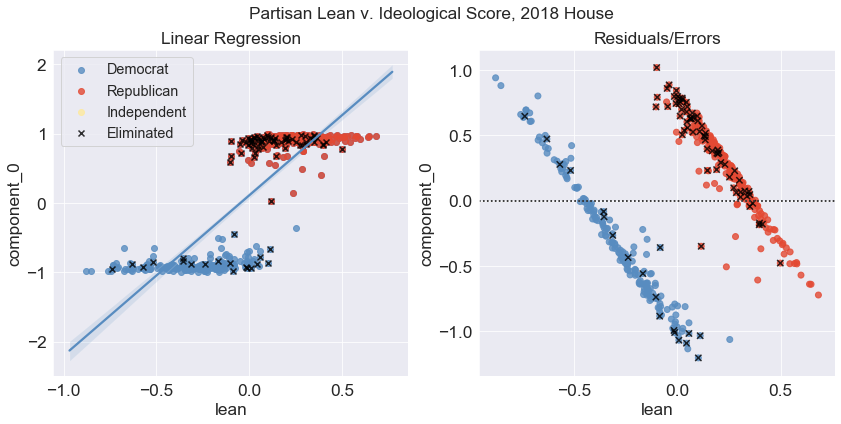 Partisan Lean v. Ideological Score, 2018 House
Linear Regression
Democrat
Republican
Independent
Eliminated
2
1
0
−1
−2
component_0
−1.0
−0.5
0.0
0.5
lean
Residuals/Errors
1.0
0.5
0.0
−0.5
−1.0
component_0
−0.5
0.0
0.5
lean